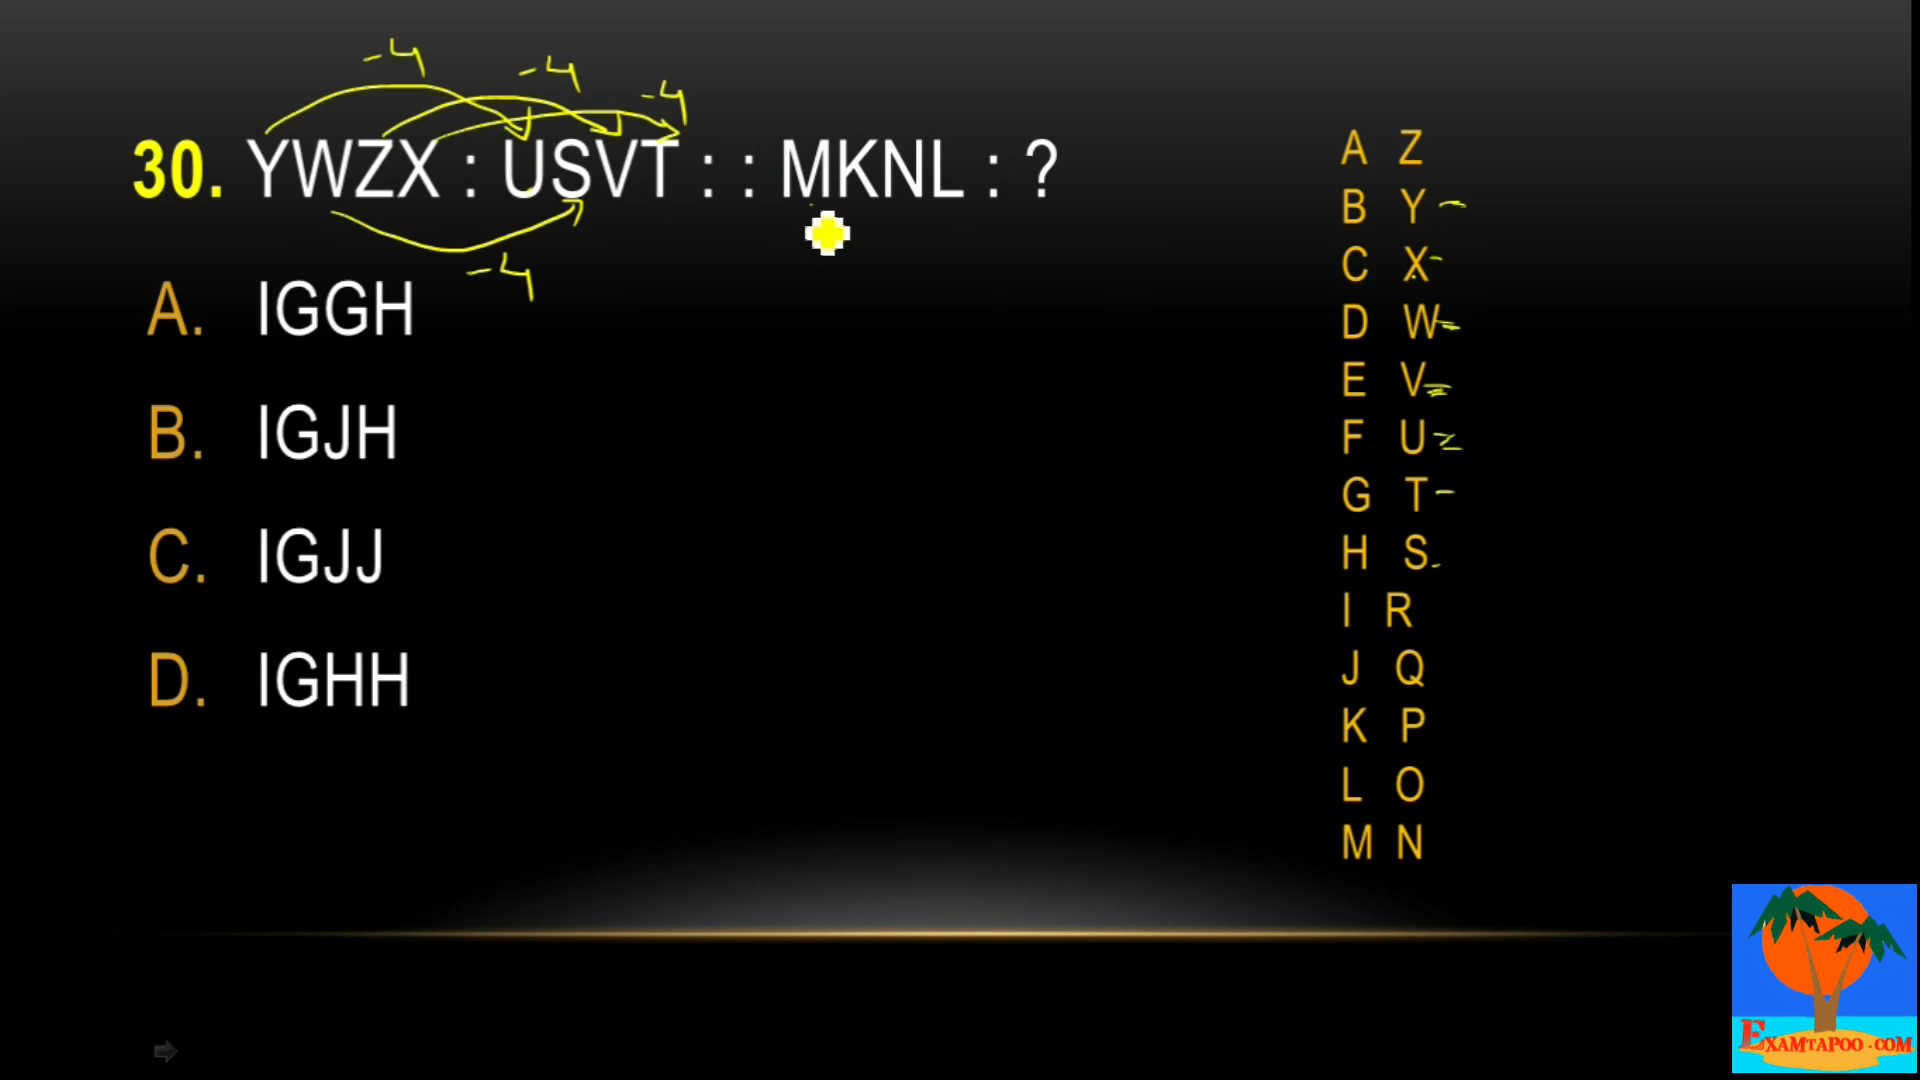 -4 -4 -4
30. YWZX : USVT : : MKNL : ?
-4
A. IGGH
B. IGJH
C. IGJJ
D. IGHH
A Z
B Y
C X
D W
E V
F U
G T
H S
I R
J Q
K P
L O
M N
EXAMTAPOO.COM